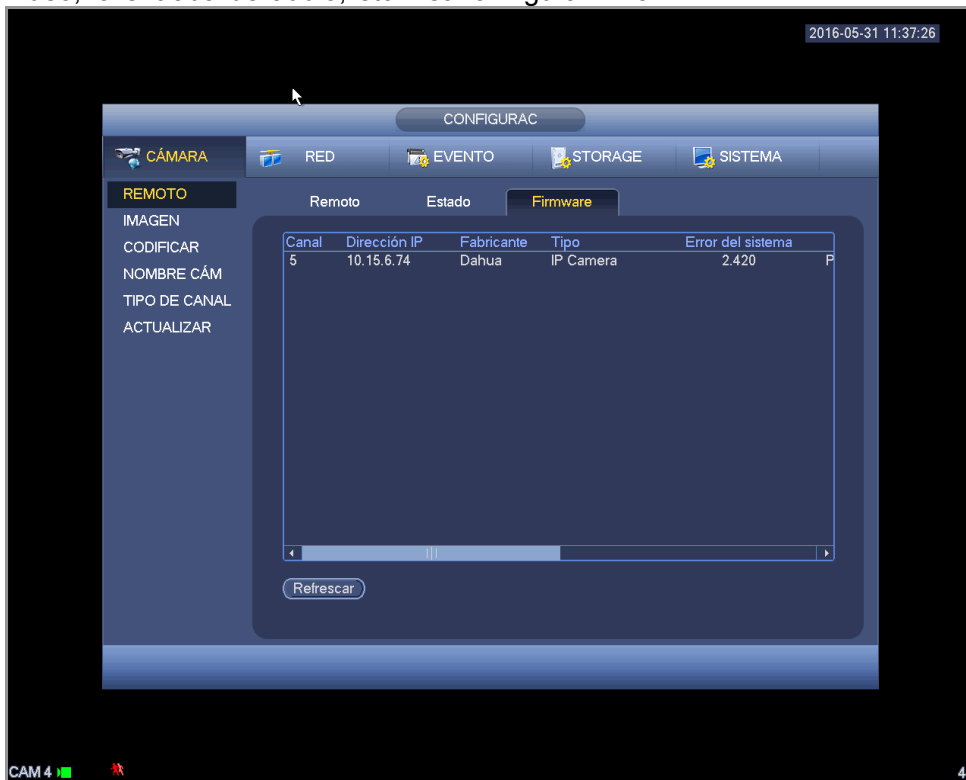 2016-05-31 11:37:26
CONFIGURAC
CÁMARA RED EVENTO STORAGE SISTEMA
REMOTO
IMAGEN
CODIFICAR
NOMBRE CÁM
TIPO DE CANAL
ACTUALIZAR
Remoto Estado Firmware
Canal Dirección IP Fabricante Tipo Error del sistema
5 10.15.6.74 Dahua IP Camera 2.420 P
Refrescar
CAM 4
4